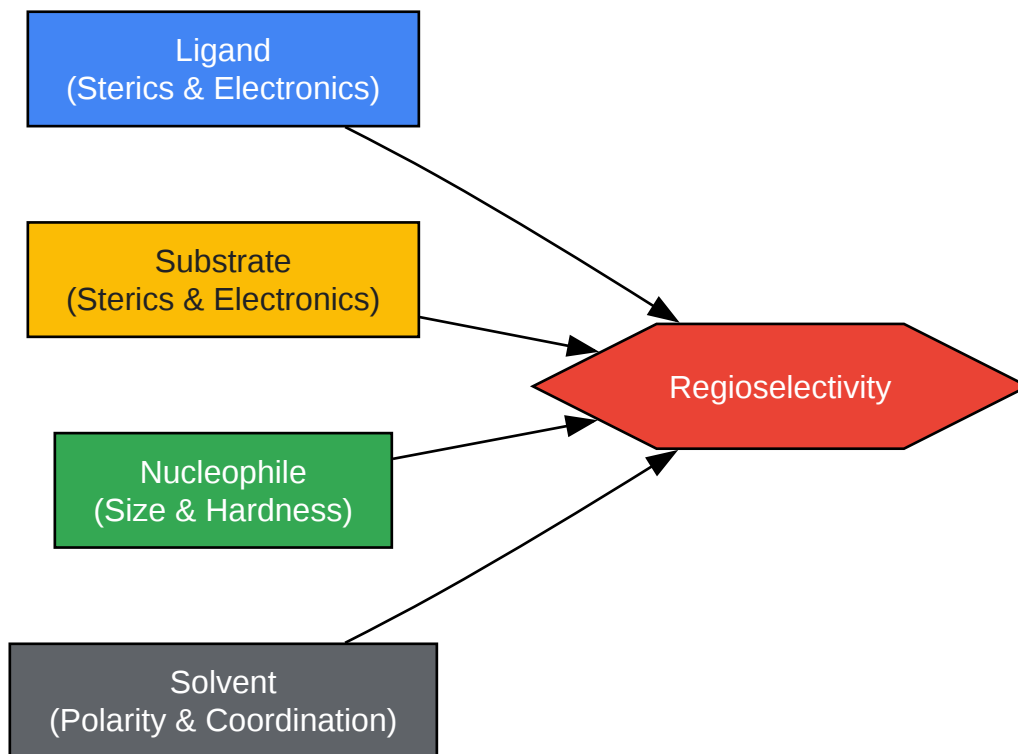 Ligand
(Sterics & Electronics)
Substrate
(Sterics & Electronics)
Regioselectivity
Nucleophile
(Size & Hardness)
Solvent
(Polarity & Coordination)